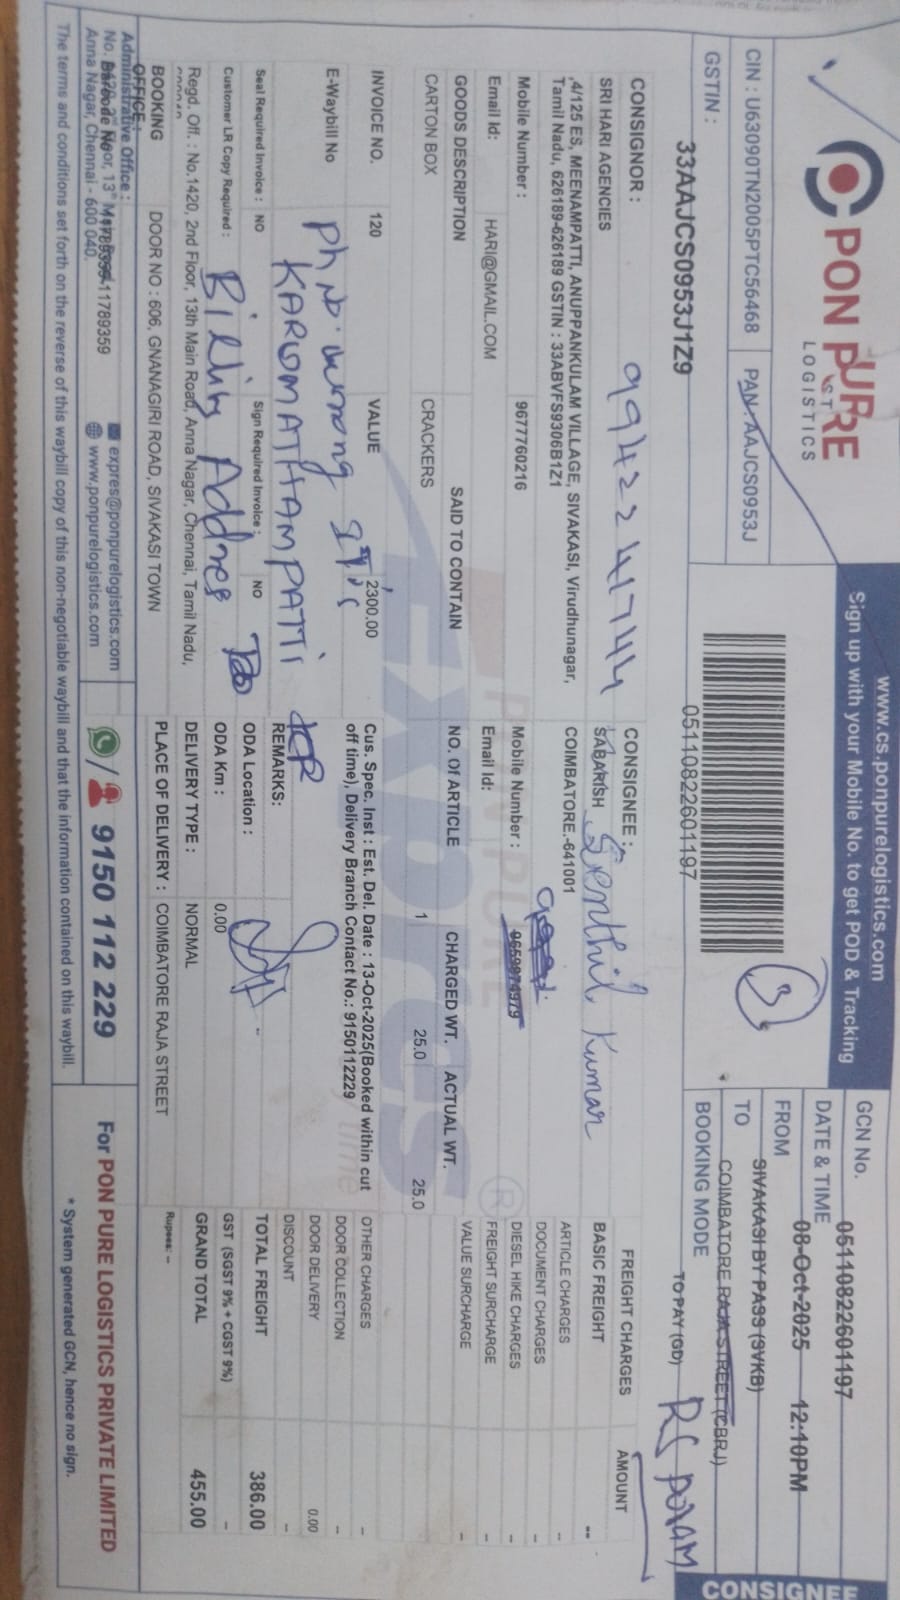 PON PURE
LOGISTICS
www.cs.ponpurelogistics.com
Sign up with your Mobile No. to get POD & Tracking
CIN : U63090TN2005PTC56468
PAN: AAJCS0953J
GSTIN :
33AAJCS0953J1Z9
05110822601197
GCN No. 05110822601197
DATE & TIME 08-Oct-2025 12:10PM
FROM SIVAKASI BY PASS (SVKB)
TO COIMBATORE RAJA STREET (CBRJ)
BOOKING MODE TO PAY (GD)
RS PURAM
CONSIGNEE
CONSIGNOR :
9942241744
SRI HARI AGENCIES
,4/125 ES, MEENAMPATTI, ANUPPANKULAM VILLAGE, SIVAKASI, Virudhunagar,
Tamil Nadu, 626189-626189 GSTIN : 33ABVFS9306B1Z1
Mobile Number : 9677760216
Email Id: HARI@GMAIL.COM
CONSIGNEE :
SABARISH Senthil Kumar
COIMBATORE.-641001
Mobile Number : 9659974979
Email Id:
GOODS DESCRIPTION SAID TO CONTAIN NO. Of ARTICLE CHARGED WT. ACTUAL WT.
CARTON BOX CRACKERS 1 25.0 25.0
INVOICE NO. 120 VALUE 2300.00
E-Waybill No
Ph No. wrong
KARUMATHAMPATTI
Cus. Spec. Inst : Est. Del. Date : 13-Oct-2025(Booked within cut
off time), Delivery Branch Contact No.: 9150112229
Seal Required Invoice : NO Sign Required Invoice : NO
Customer LR Copy Required :
Billing Address
REMARKS:
ODA Location :
ODA Km : 0.00
Regd. Off. : No.1420, 2nd Floor, 13th Main Road, Anna Nagar, Chennai, Tamil Nadu,
DELIVERY TYPE : NORMAL
BOOKING
OFFICE :
DOOR NO : 606, GNANAGIRI ROAD, SIVAKASI TOWN
PLACE OF DELIVERY : COIMBATORE RAJA STREET
FREIGHT CHARGES AMOUNT
BASIC FREIGHT --
ARTICLE CHARGES -
DOCUMENT CHARGES -
DIESEL HIKE CHARGES -
FREIGHT SURCHARGE -
VALUE SURCHARGE -
OTHER CHARGES -
DOOR COLLECTION -
DOOR DELIVERY 0.00
DISCOUNT -
TOTAL FREIGHT 386.00
GST (SGST 9% + CGST 9%) -
GRAND TOTAL 455.00
Rupees: -
Administrative Office :
Anna Nagar, Chennai - 600 040.
11789359
expres@ponpurelogistics.com
www.ponpurelogistics.com
9150 112 229
For PON PURE LOGISTICS PRIVATE LIMITED
The terms and conditions set forth on the reverse of this waybill copy of this non-negotiable waybill and that the information contained on this waybill.
* System generated GCN, hence no sign.